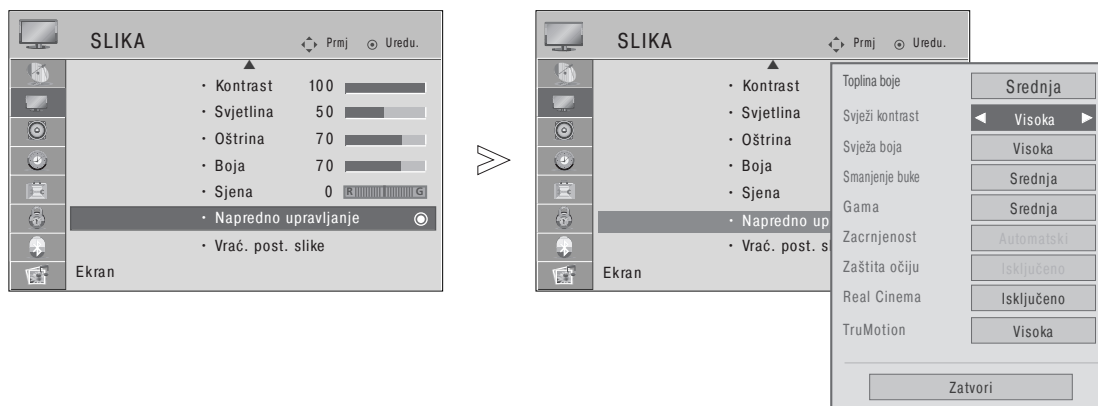 SLIKA
Prmj
Uredu.
• Kontrast 100
• Svjetlina 50
• Oštrina 70
• Boja 70
• Sjena 0 R G
• Napredno upravljanje
• Vrać. post. slike
Ekran
SLIKA
Prmj
Uredu.
• Kontrast
• Svjetlina
• Oštrina
• Boja
• Sjena
• Napredno up
• Vrać. post. sl
Ekran
Toplina boje Srednja
Svježi kontrast Visoka
Svježa boja Visoka
Smanjenje buke Srednja
Gama Srednja
Zacrnjenost Automatski
Zaštita očiju Isključeno
Real Cinema Isključeno
TruMotion Visoka
Zatvori